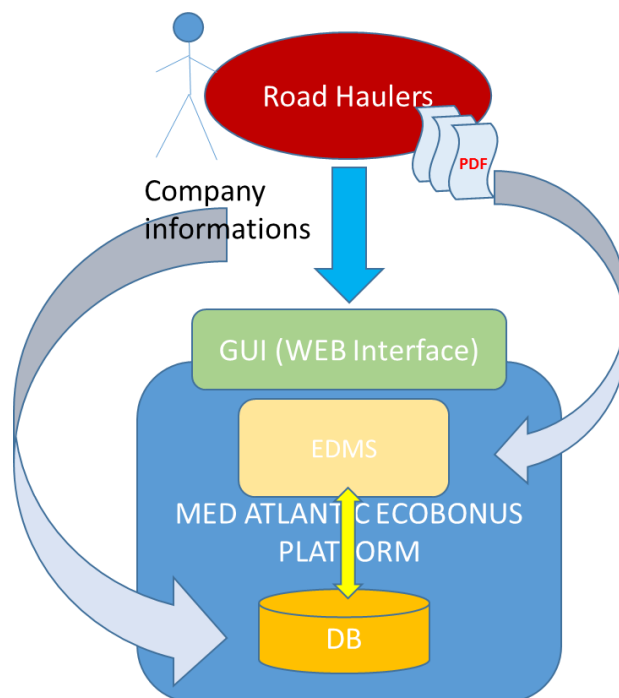 Road Haulers
PDF
Company
informations
GUI (WEB Interface)
EDMS
MED ATLANTIC ECOBONUS
PLATFORM
DB